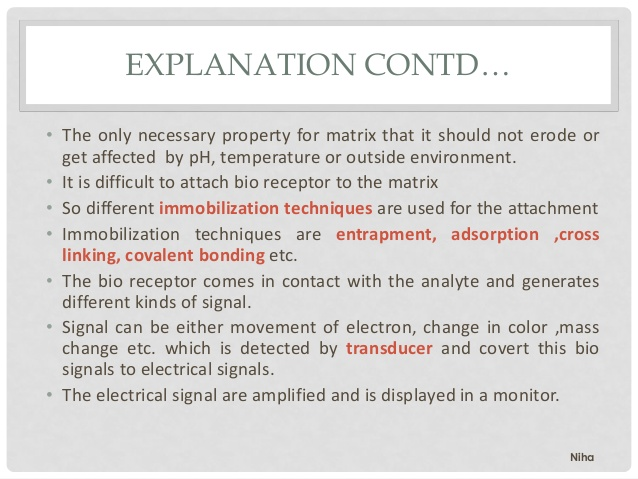 EXPLANATION CONTD…
• The only necessary property for matrix that it should not erode or
get affected by pH, temperature or outside environment.
• It is difficult to attach bio receptor to the matrix
• So different immobilization techniques are used for the attachment
• Immobilization techniques are entrapment, adsorption ,cross
linking, covalent bonding etc.
• The bio receptor comes in contact with the analyte and generates
different kinds of signal.
• Signal can be either movement of electron, change in color ,mass
change etc. which is detected by transducer and covert this bio
signals to electrical signals.
• The electrical signal are amplified and is displayed in a monitor.
Niha